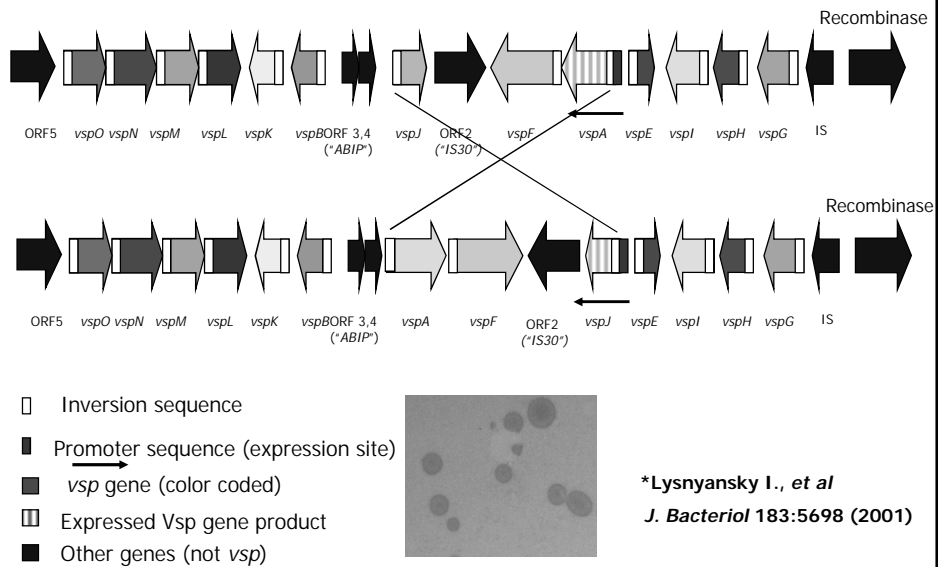 Recombinase
ORF5 vspO vspN vspM vspL vspK vspB ORF 3,4 ("ABIP") vspJ ORF2 ("IS30") vspF vspA vspE vspI vspH vspG IS
Recombinase
ORF5 vspO vspN vspM vspL vspK vspB ORF 3,4 ("ABIP") vspA vspF ORF2 ("IS30") vspJ vspE vspI vspH vspG IS
Inversion sequence
Promoter sequence (expression site)
vsp gene (color coded)
Expressed Vsp gene product
Other genes (not vsp)
*Lysnyansky I., et al
J. Bacteriol 183:5698 (2001)